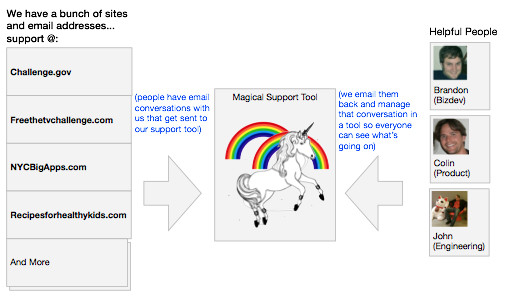 We have a bunch of sites
and email addresses...
support @:
Challenge.gov
Freethetvchallenge.com
NYCBigApps.com
Recipesforhealthykids.com
And More
(people have email
conversations with
us that get sent to
our support tool)
Magical Support Tool
(we email them
back and manage
that conversation in
a tool so everyone
can see what's
going on)
Helpful People
Brandon
(Bizdev)
Colin
(Product)
John
(Engineering)